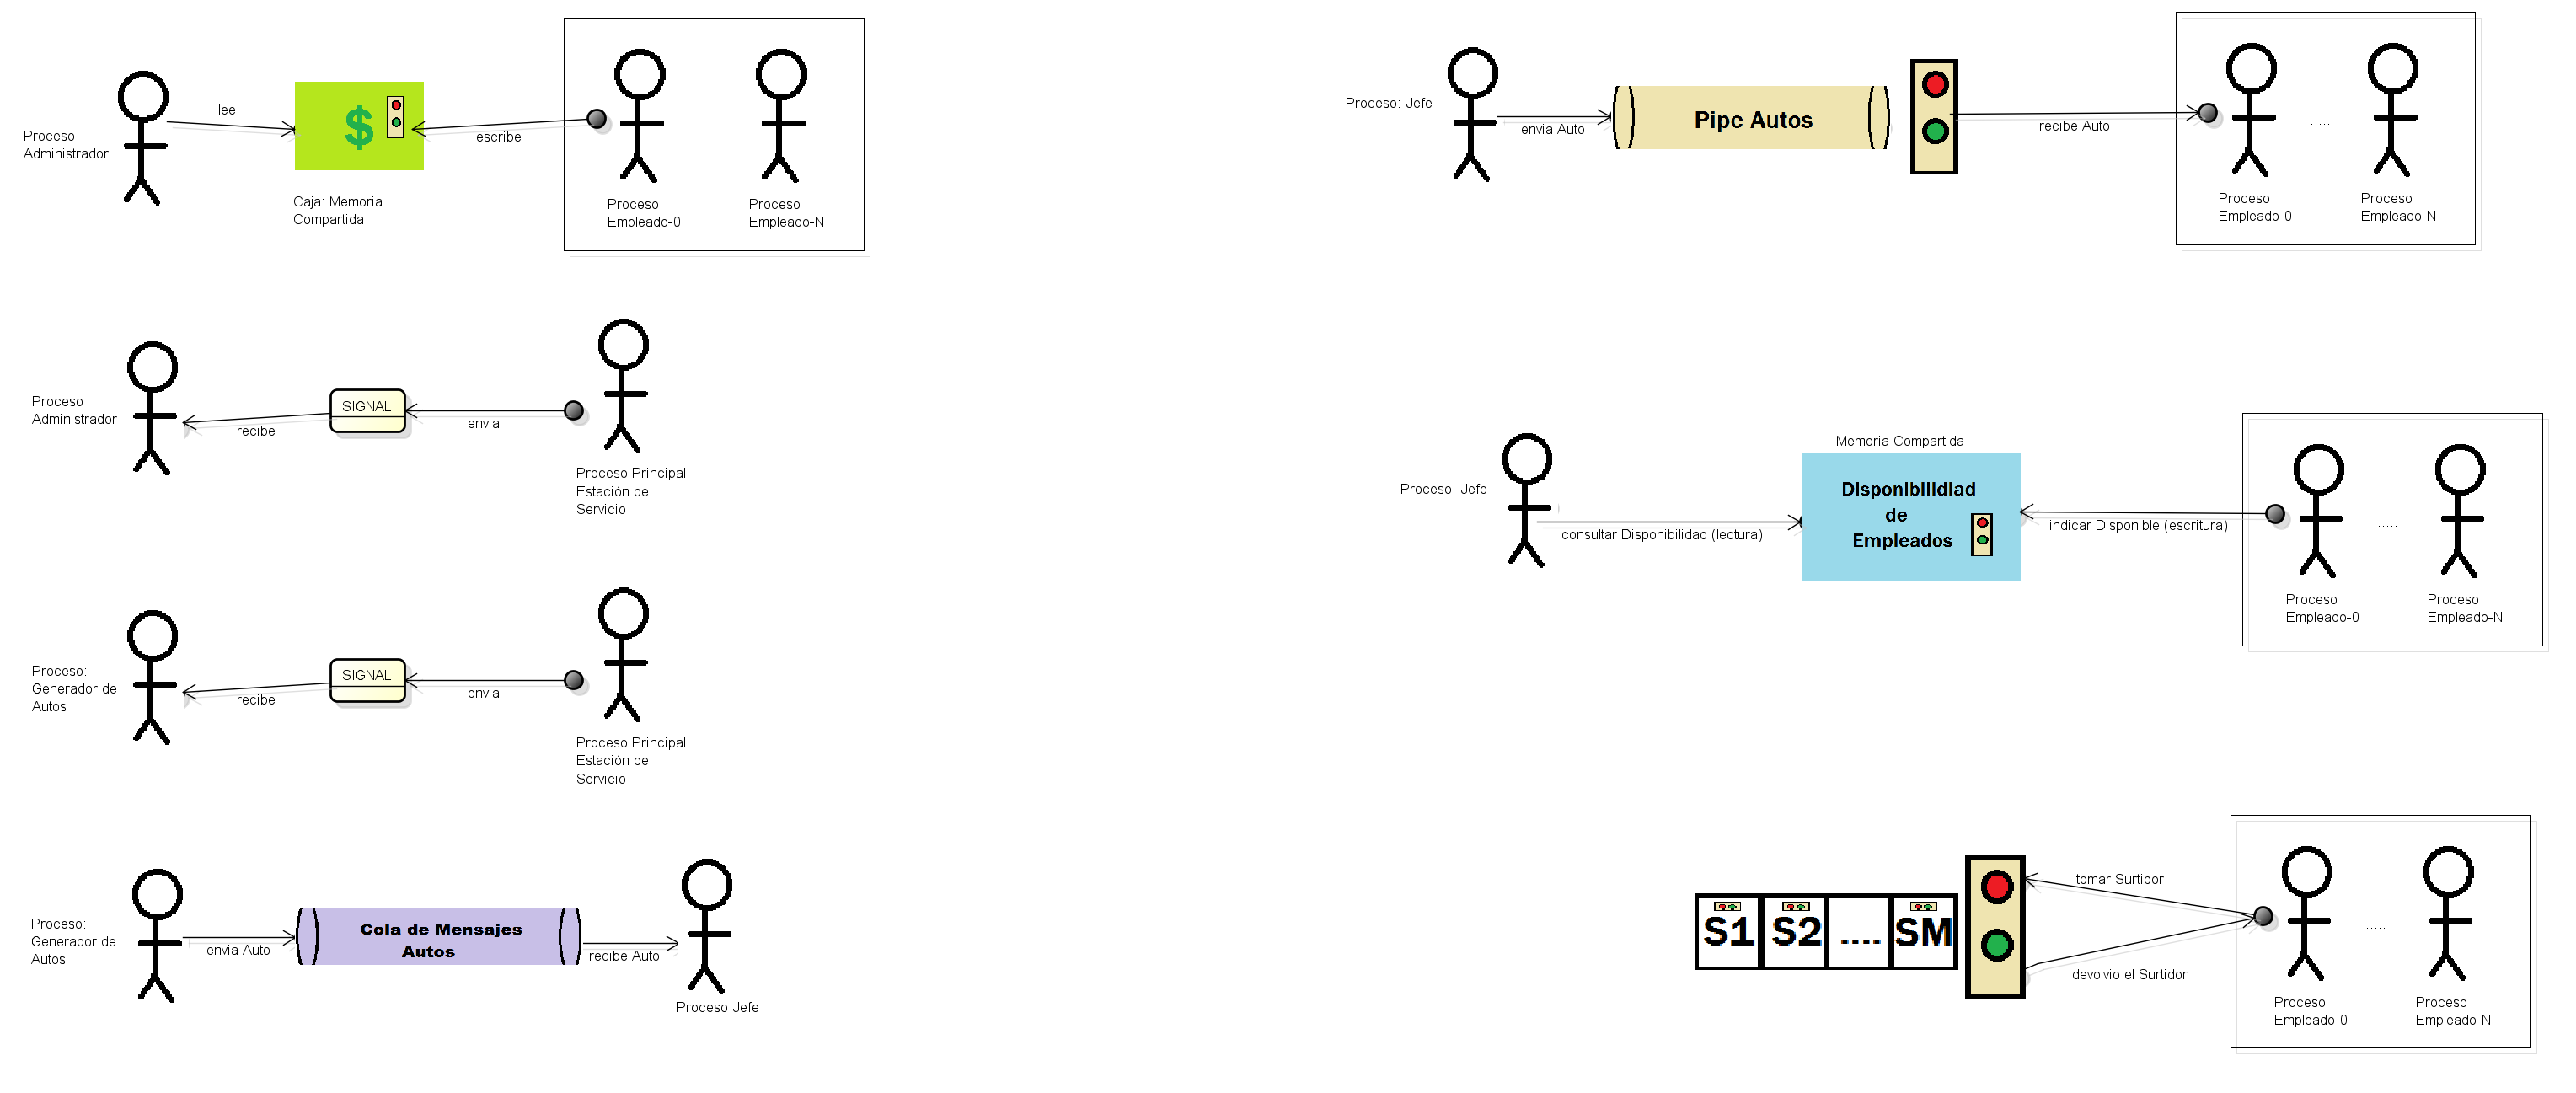 Proceso
Administrador
lee
$
escribe
Caja: Memoria
Compartida
.....
Proceso
Empleado-0
Proceso
Empleado-N
Proceso
Administrador
recibe
SIGNAL
envia
Proceso Principal
Estación de
Servicio
Proceso:
Generador de
Autos
recibe
SIGNAL
envia
Proceso Principal
Estación de
Servicio
Proceso:
Generador de
Autos
envia Auto
Cola de Mensajes
Autos
recibe Auto
Proceso Jefe
Proceso: Jefe
envia Auto
Pipe Autos
recibe Auto
.....
Proceso
Empleado-0
Proceso
Empleado-N
Proceso: Jefe
consultar Disponibilidad (lectura)
Memoria Compartida
Disponibilidiad
de
Empleados
indicar Disponible (escritura)
.....
Proceso
Empleado-0
Proceso
Empleado-N
S1 S2 .... SM
tomar Surtidor
devolvio el Surtidor
.....
Proceso
Empleado-0
Proceso
Empleado-N